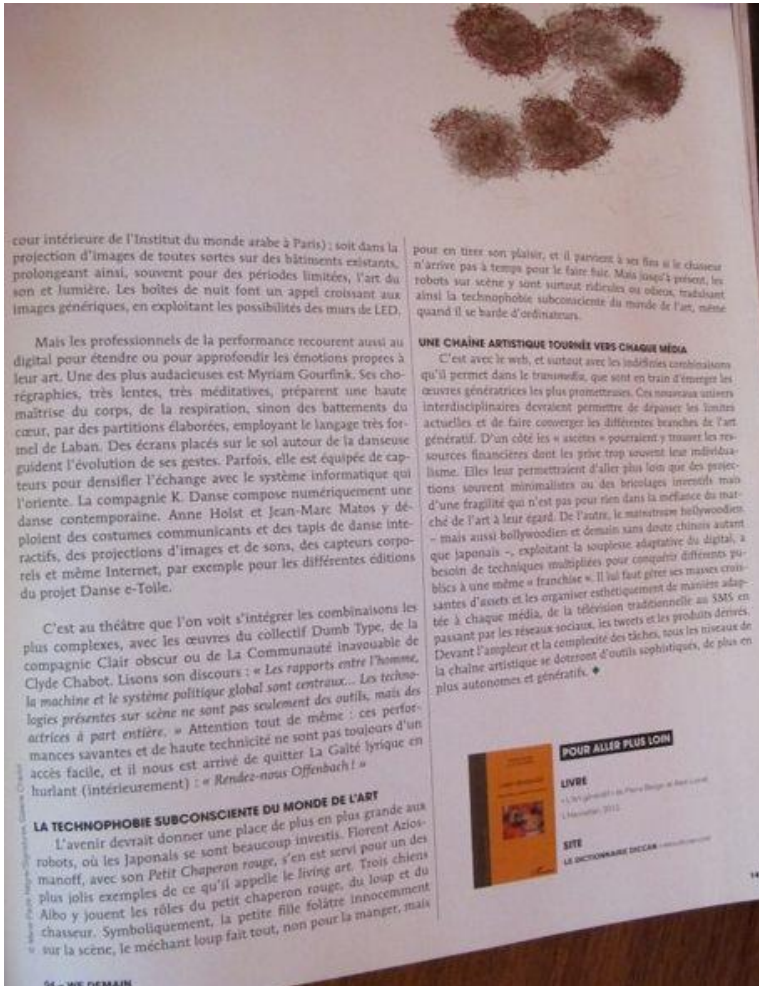 cour intérieure de l'Institut du monde arabe à Paris) ; soit dans la
projection d'images de toutes sortes sur des bâtiments existants,
prolongeant ainsi, souvent pour des périodes limitées, l'art du
son et lumière. Les boîtes de nuit font un appel croissant aux
images génériques, en exploitant les possibilités des murs de LED.
Mais les professionnels de la performance recourent aussi au
digital pour étendre ou pour approfondir les émotions propres à
leur art. Une des plus audacieuses est Myriam Gourfink. Ses cho-
régraphies, très lentes, très méditatives, préparent une haute
maîtrise du corps, de la respiration, sinon des battements du
cœur, par des partitions élaborées, employant le langage très for-
mel de Laban. Des écrans placés sur le sol autour de la danseuse
guident l'évolution de ses gestes. Parfois, elle est équipée de cap-
teurs pour densifier l'échange avec le système informatique qui
l'oriente. La compagnie K. Danse compose numériquement une
danse contemporaine. Anne Holst et Jean-Marc Matos y dé-
ploient des costumes communicants et des tapis de danse inte-
ractifs, des projections d'images et de sons, des capteurs corpo-
rels et même Internet, par exemple pour les différentes éditions
du projet Danse e-Toile.
C'est au théâtre que l'on voit s'intégrer les combinaisons les
plus complexes, avec les œuvres du collectif Dumb Type, de la
compagnie Clair obscur ou de La Communauté inavouable de
Clyde Chabot. Lisons son discours : « Les rapports entre l'homme,
la machine et le système politique global sont centraux... Les techno-
logies présentes sur scène ne sont pas seulement des outils, mais des
actrices à part entière. » Attention tout de même : ces perfor-
mances savantes et de haute technicité ne sont pas toujours d'un
accès facile, et il nous est arrivé de quitter La Gaîté lyrique en
hurlant (intérieurement) : « Rendez-nous Offenbach ! »
LA TECHNOPHOBIE SUBCONSCIENTE DU MONDE DE L'ART
L'avenir devrait donner une place de plus en plus grande aux
robots, où les Japonais se sont beaucoup investis. Florent Azios-
manoff, avec son Petit Chaperon rouge, s'en est servi pour un des
plus jolis exemples de ce qu'il appelle le living art. Trois chiens
Aibo y jouent les rôles du petit chaperon rouge, du loup et du
chasseur. Symboliquement, la petite fille folâtre innocemment
sur la scène, le méchant loup fait tout, non pour la manger, mais
pour en tirer son plaisir, et il parvient à ses fins si le chasseur
n'arrive pas à temps pour le faire fuir. Mais jusqu'à présent, les
robots sur scène y sont surtout ridicules ou odieux, traduisant
ainsi la technophobie subconsciente du monde de l'art, même
quand il se barde d'ordinateurs.
UNE CHAÎNE ARTISTIQUE TOURNÉE VERS CHAQUE MÉDIA
C'est avec le web, et surtout avec les indéfinies combinaisons
qu'il permet dans le transmedia, que sont en train d'émerger les
œuvres génératrices les plus prometteuses. Ces nouveaux univers
interdisciplinaires devraient permettre de dépasser les limites
actuelles et de faire converger les différentes branches de l'art
génératif. D'un côté les « ascètes » pourraient y trouver les res-
sources financières dont les prive trop souvent leur individua-
lisme. Elles leur permettraient d'aller plus loin que des projec-
tions souvent minimalistes ou des bricolages inventifs mais
d'une fragilité qui n'est pas pour rien dans la méfiance du mar-
ché de l'art à leur égard. De l'autre, le mainstream hollywoodien
– mais aussi bollywoodien et demain sans doute chinois autant
que japonais –, exploitant la souplesse adaptative du digital, a
besoin de techniques multipliées pour conquérir différents pu-
blics à une même « franchise ». Il lui faut gérer ses masses crois-
santes d'assets et les organiser esthétiquement de manière adap-
tée à chaque média, de la télévision traditionnelle au SMS en
passant par les réseaux sociaux, les tweets et les produits dérivés.
Devant l'ampleur et la complexité des tâches, tous les niveaux de
la chaîne artistique se doteront d'outils sophistiqués, de plus en
plus autonomes et génératifs. ◆
POUR ALLER PLUS LOIN
LIVRE
« L'Art génératif » de Pierre Berger et Alain Lioret
L'Harmattan, 2012
SITE
LE DICTIONNAIRE DICCAN
WE DEMAIN